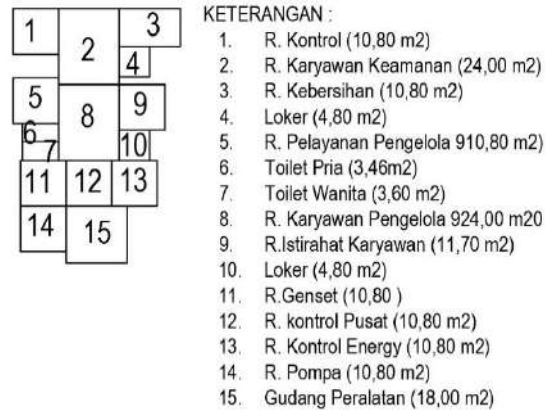 1
2
3
4
5
6
7
8
9
10
11
12
13
14
15
KETERANGAN :
1. R. Kontrol (10,80 m2)
2. R. Karyawan Keamanan (24,00 m2)
3. R. Kebersihan (10,80 m2)
4. Loker (4,80 m2)
5. R. Pelayanan Pengelola 910,80 m2)
6. Toilet Pria (3,46m2)
7. Toilet Wanita (3,60 m2)
8. R. Karyawan Pengelola 924,00 m20
9. R.Istirahat Karyawan (11,70 m2)
10. Loker (4,80 m2)
11. R.Genset (10,80 )
12. R. kontrol Pusat (10,80 m2)
13. R. Kontrol Energy (10,80 m2)
14. R. Pompa (10,80 m2)
15. Gudang Peralatan (18,00 m2)